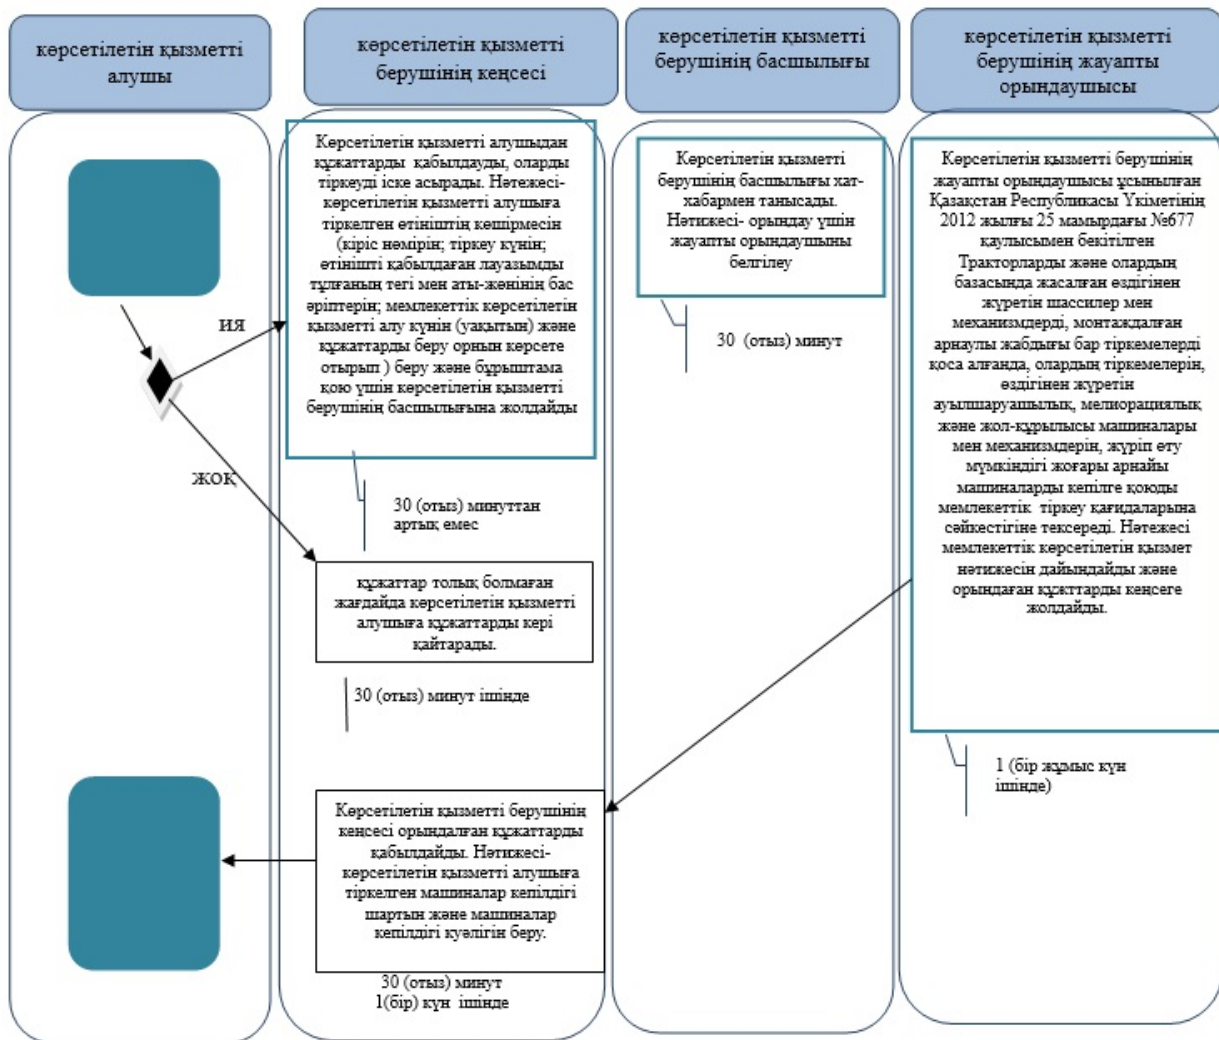 көрсетілетін қызметті
алушы
көрсетілетін қызметті
берушінің кеңсесі
көрсетілетін қызметті
берушінің басшылығы
көрсетілетін қызметті
берушінің жауапты
орындаушысы
Көрсетілетін қызметті алушыдан
құжаттарды қабылдауды, оларды
тіркеуді іске асырады. Нәтежесі-
көрсетілетін қызметті алушыға
тіркелген өтініштің көшірмесін
(кіріс немірін; тіркеу күнін;
өтінішті қабылдаған лауазымды
тұлғаның тегі мен аты-жөнінің бас
әріптерін; мемлекеттік көрсетілетін
қызметті алу күнін (уақытын) және
құжаттарды беру орнын көрсете
отырып ) беру және бұрыштама
қою үшін көрсетілетін қызметті
берушінің басшылығына жолдайды
30 (отыз) минуттан
артық емес
ИЯ
ЖОҚ
құжаттар толық болмаған
жағдайда көрсетілетін қызметті
алушыға құжаттарды кері
қайтарады.
30 (отыз) минут ішінде
Көрсетілетін қызметті берушінің
кеңсесі орындалған құжаттарды
қабылдайды. Нәтижесі-
көрсетілетін қызметті алушыға
тіркелген машиналар кепілдігі
шартын және машиналар
кепілдігі куәлігін беру.
30 (отыз) минут
1(бір) күн ішінде
Көрсетілетін қызметті
берушінің басшылығы хат-
хабармен танысады.
Нәтижесі- орындау үшін
жауапты орындаушыны
белгілеу
30 (отыз) минут
Көрсетілетін қызметті берушінің
жауапты орындаушысы ұсынылған
Қазақстан Республикасы Үкіметінің
2012 жылғы 25 мамырдағы №677
қаулысымен бекітілген
Тракторларды және олардың
базасында жасалған өздігінен
жүретін шассилер мен
механизмдерді, монтаждалған
арнаулы жабдығы бар тіркемелерді
қоса алғанда, олардың тіркемелерін,
өздігінен жүретін
ауылшаруашылық, мелиорациялық
және жол-құрылысы машиналары
мен механизмдерін, жүріп өту
мүмкіндігі жоғары арнайы
машиналарды кепілге қоюды
мемлекеттік тіркеу қағидаларына
сәйкестігіне тексереді. Нәтежесі
мемлекеттік көрсетілетін қызмет
нәтижесін дайындайды және
орындаған құжттарды кеңсеге
жолдайды.
1 (бір жұмыс күн
ішінде)